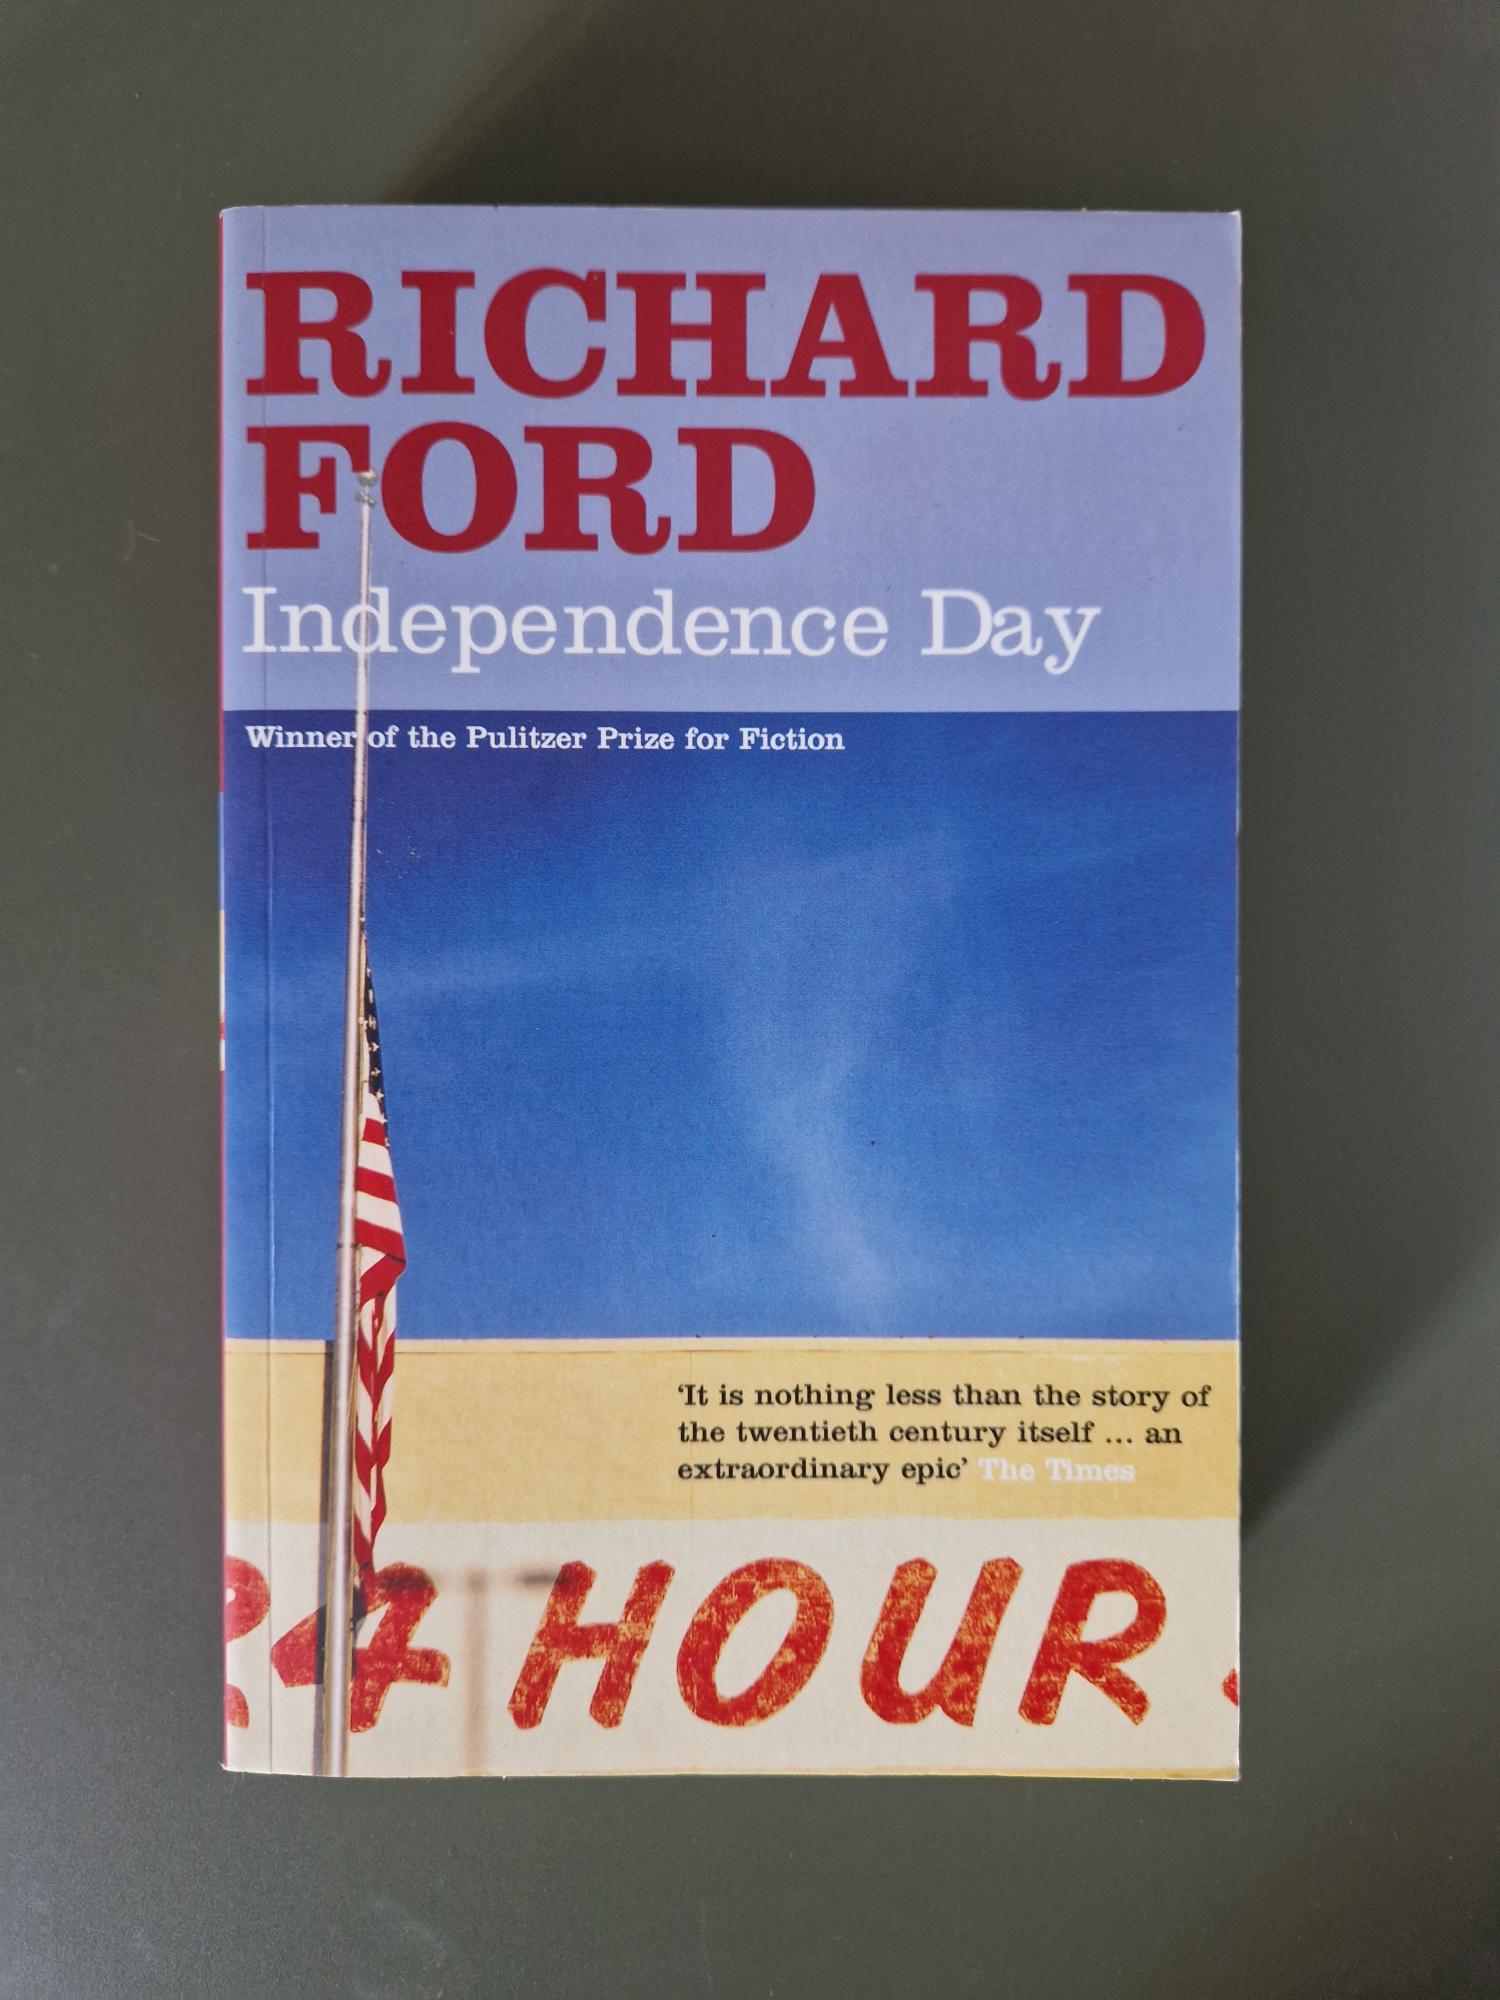 RICHARD
FORD
Independence Day
Winner of the Pulitzer Prize for Fiction
‘It is nothing less than the story of
the twentieth century itself ... an
extraordinary epic’ The Times
24 HOUR